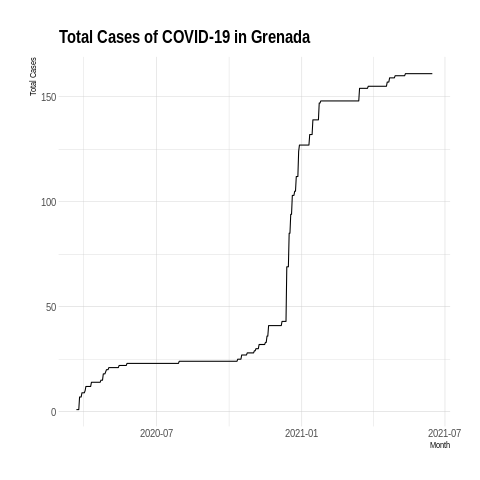 Total Cases of COVID-19 in Grenada
Total Cases
150
100
50
0
2020-07
2021-01
2021-07
Month